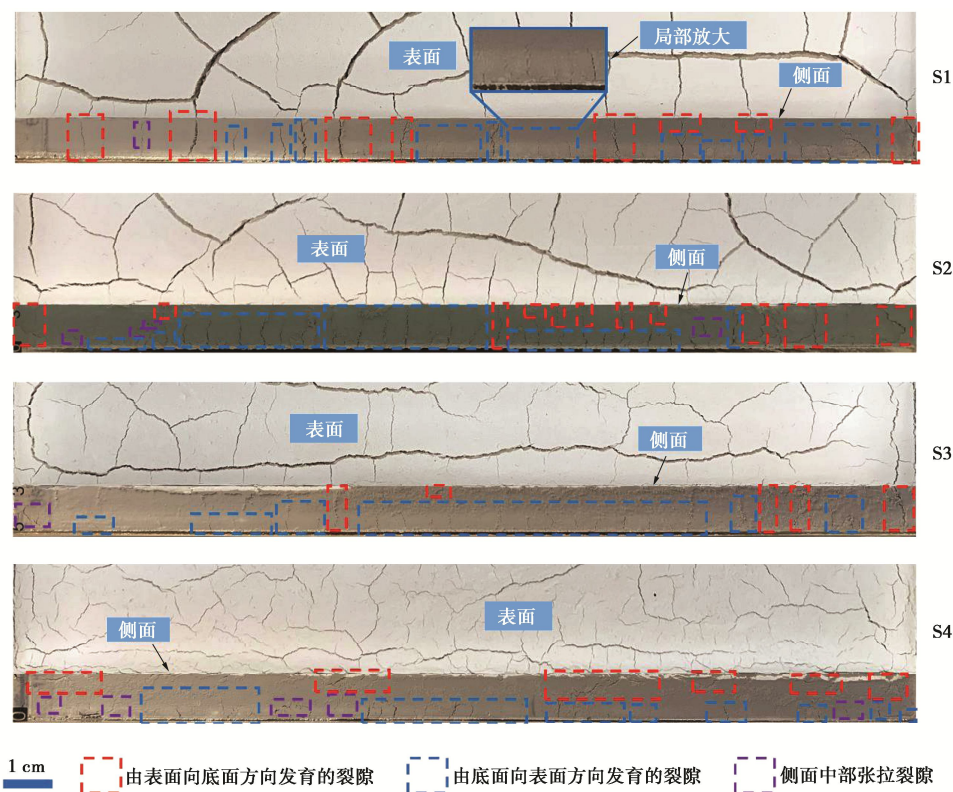 局部放大
表面
侧面
S1
表面
侧面
S2
表面
侧面
S3
3
表面
侧面
S4
0
1 cm
由表面向底面方向发育的裂隙
由底面向表面方向发育的裂隙
侧面中部张拉裂隙